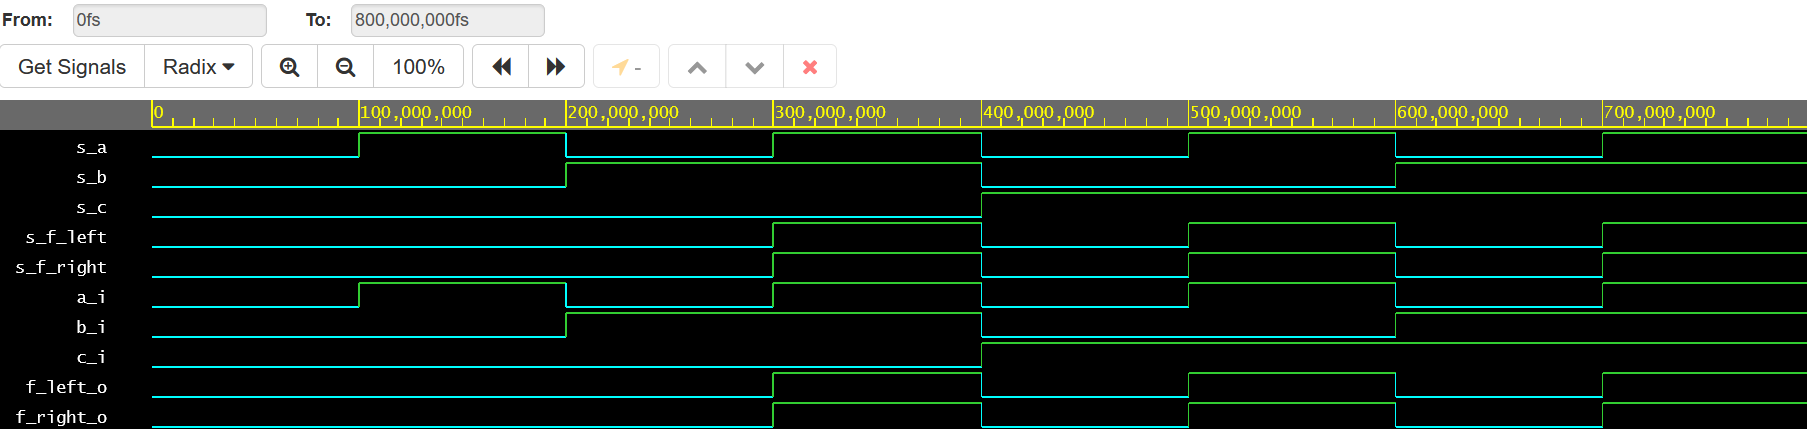 From: 0fs To: 800,000,000fs
Get Signals Radix 100% -
0 100,000,000 200,000,000 300,000,000 400,000,000 500,000,000 600,000,000 700,000,000
s_a
s_b
s_c
s_f_left
s_f_right
a_i
b_i
c_i
f_left_o
f_right_o